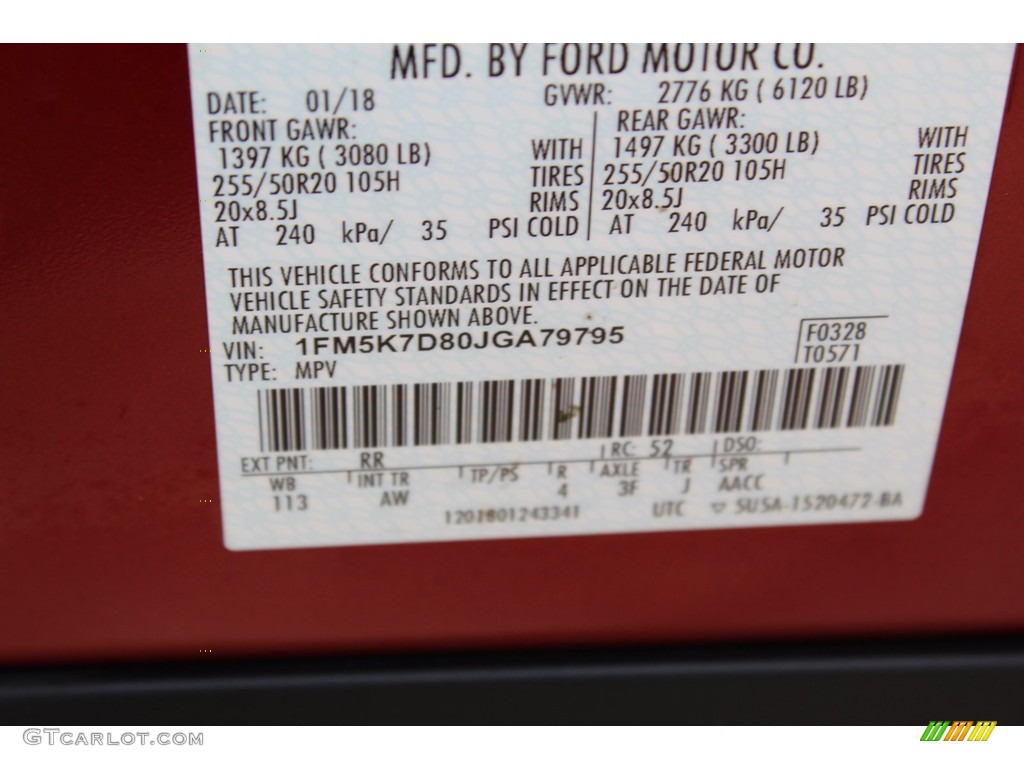 MFD. BY FORD MOTOR CO.
DATE: 01/18 GVWR: 2776 KG ( 6120 LB)
FRONT GAWR: REAR GAWR:
1397 KG ( 3080 LB) WITH 1497 KG ( 3300 LB) WITH
255/50R20 105H TIRES 255/50R20 105H TIRES
20x8.5J RIMS 20x8.5J RIMS
AT 240 kPa/ 35 PSI COLD AT 240 kPa/ 35 PSI COLD
THIS VEHICLE CONFORMS TO ALL APPLICABLE FEDERAL MOTOR
VEHICLE SAFETY STANDARDS IN EFFECT ON THE DATE OF
MANUFACTURE SHOWN ABOVE.
VIN: 1FM5K7D80JGA79795 F0328
TYPE: MPV T0571
EXT PNT: RR RC: 52 DSO:
WB INT TR TP/PS R AXLE TR SPR
113 AW 4 3F J AACC
1201801243341 UTC ▽ 5U5A-1520472-BA
GTCARLOT.COM